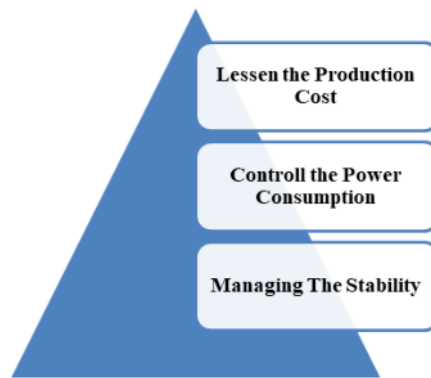 Lessen the Production
Cost
Controll the Power
Consumption
Managing The Stability